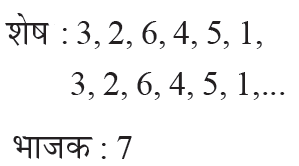 शेष : 3, 2, 6, 4, 5, 1,
3, 2, 6, 4, 5, 1,...
भाजक : 7